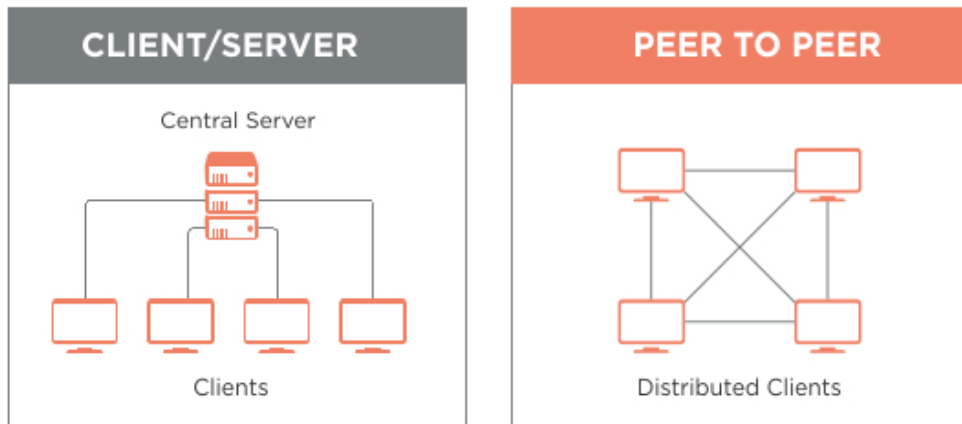 CLIENT/SERVER
Central Server
Clients
PEER TO PEER
Distributed Clients